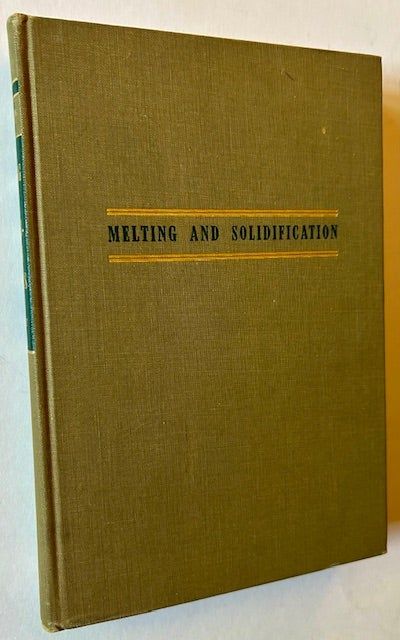 MELTING AND SOLIDIFICATION